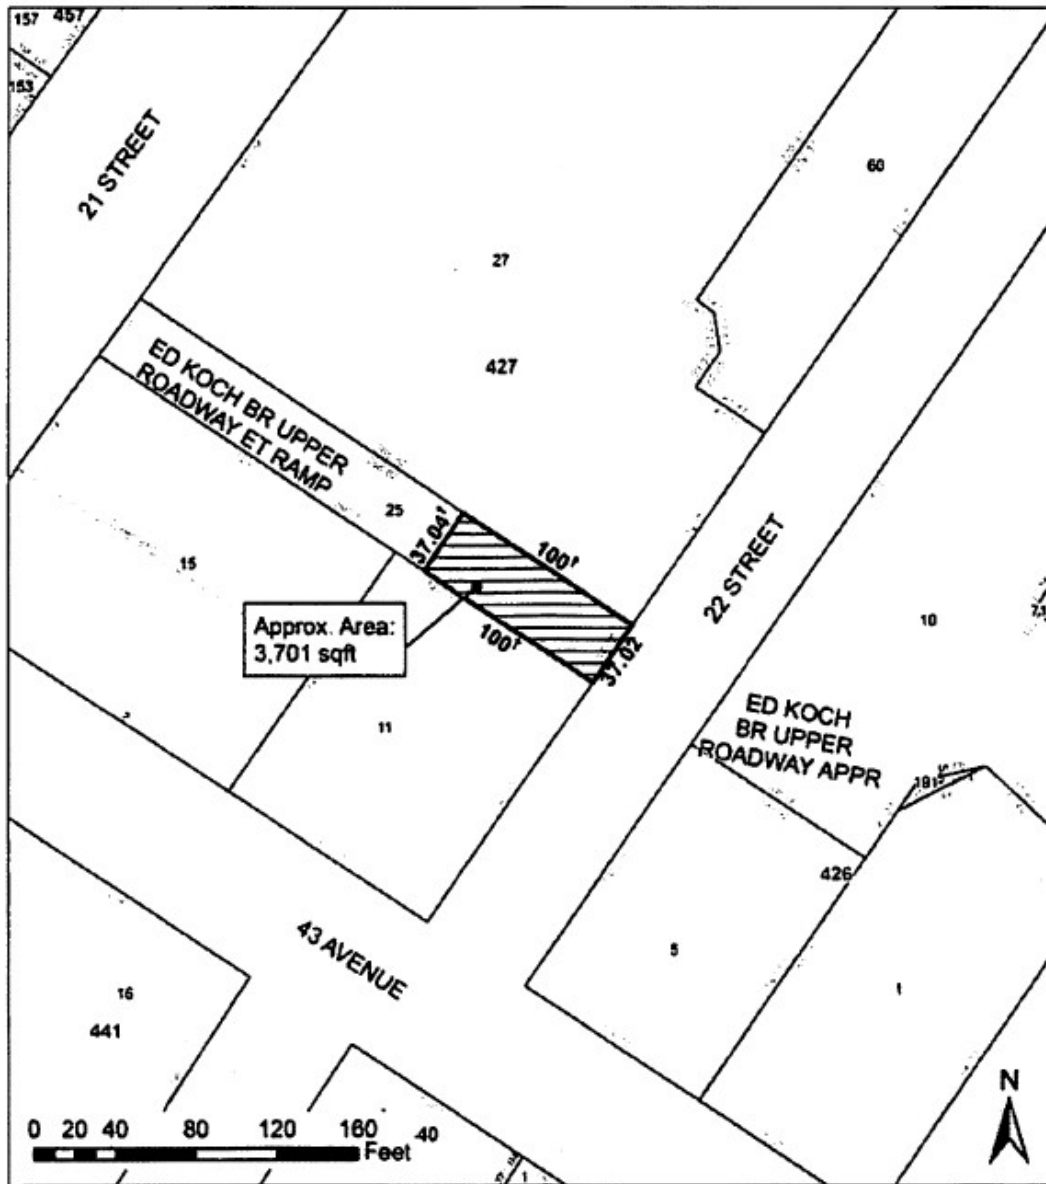 157 457
153
21 STREET
60
27
427
ED KOCH BR UPPER
ROADWAY ET RAMP
25
37.04†
100†
15
22 STREET
10
Approx. Area:
3,701 sqft
100†
37.02
11
ED KOCH
BR UPPER
ROADWAY APPR
191
426
43 AVENUE
5
1
16
441
N
0 20 40 80 120 160
Feet
40
1